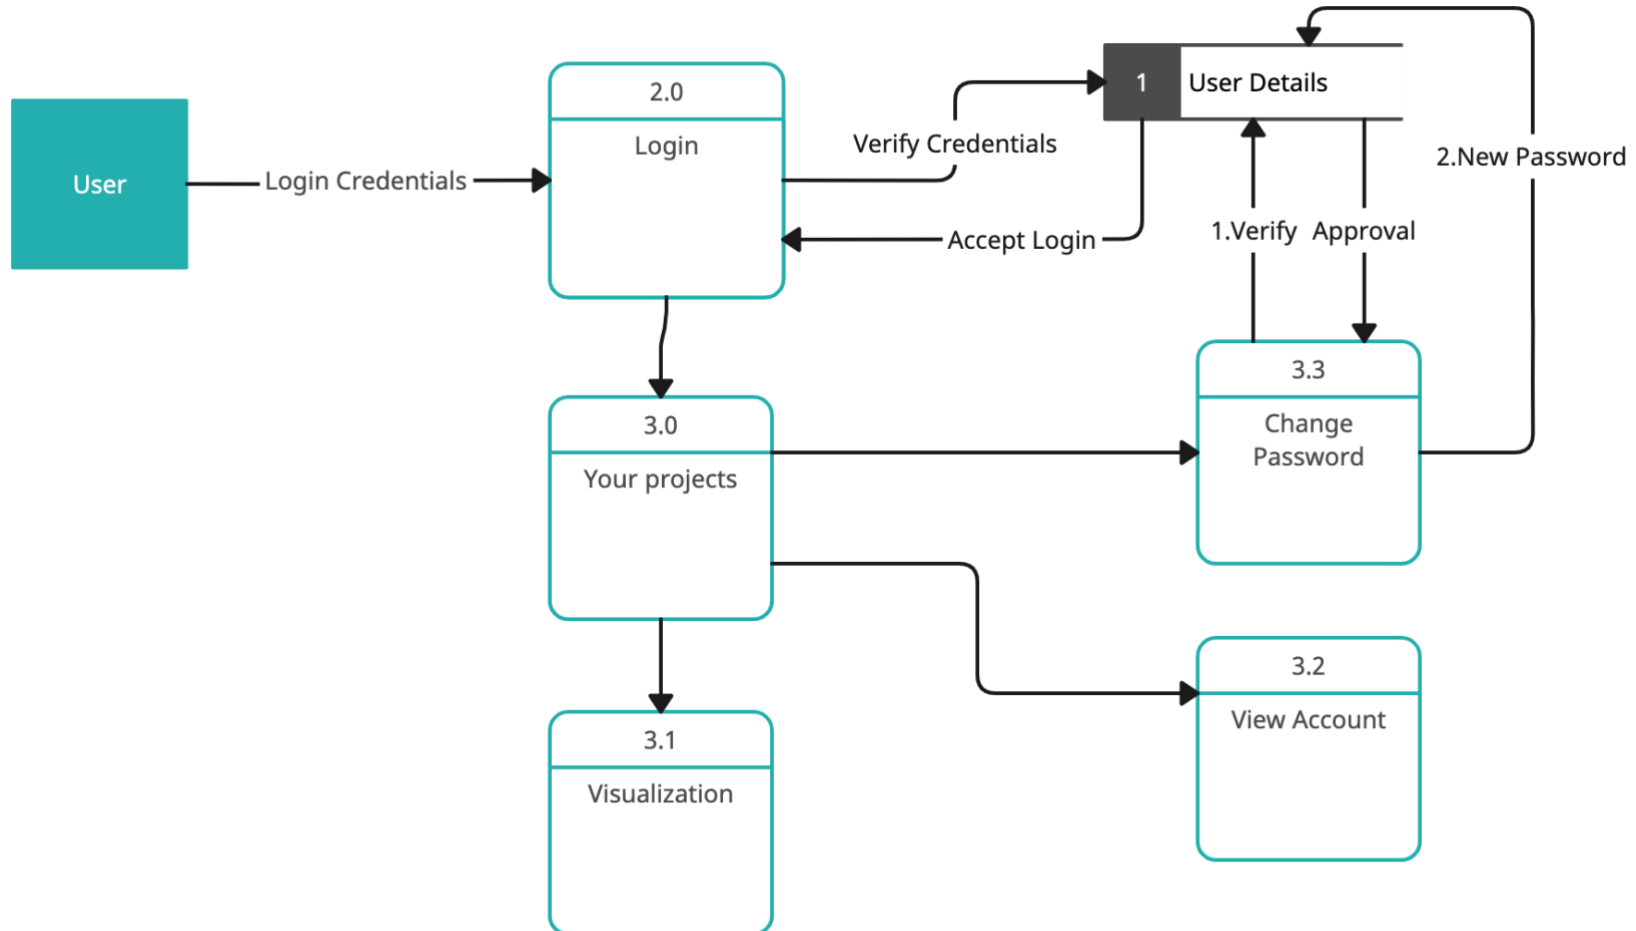 User
Login Credentials
2.0
Login
Verify Credentials
Accept Login
1
User Details
1.Verify
Approval
2.New Password
3.0
Your projects
3.3
Change
Password
3.1
Visualization
3.2
View Account